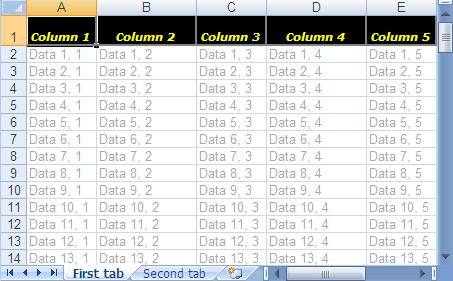 A B C D E
1 Column 1 Column 2 Column 3 Column 4 Column 5
2 Data 1, 1 Data 1, 2 Data 1, 3 Data 1, 4 Data 1, 5
3 Data 2, 1 Data 2, 2 Data 2, 3 Data 2, 4 Data 2, 5
4 Data 3, 1 Data 3, 2 Data 3, 3 Data 3, 4 Data 3, 5
5 Data 4, 1 Data 4, 2 Data 4, 3 Data 4, 4 Data 4, 5
6 Data 5, 1 Data 5, 2 Data 5, 3 Data 5, 4 Data 5, 5
7 Data 6, 1 Data 6, 2 Data 6, 3 Data 6, 4 Data 6, 5
8 Data 7, 1 Data 7, 2 Data 7, 3 Data 7, 4 Data 7, 5
9 Data 8, 1 Data 8, 2 Data 8, 3 Data 8, 4 Data 8, 5
10 Data 9, 1 Data 9, 2 Data 9, 3 Data 9, 4 Data 9, 5
11 Data 10, 1 Data 10, 2 Data 10, 3 Data 10, 4 Data 10, 5
12 Data 11, 1 Data 11, 2 Data 11, 3 Data 11, 4 Data 11, 5
13 Data 12, 1 Data 12, 2 Data 12, 3 Data 12, 4 Data 12, 5
14 Data 13, 1 Data 13, 2 Data 13, 3 Data 13, 4 Data 13, 5
First tab Second tab